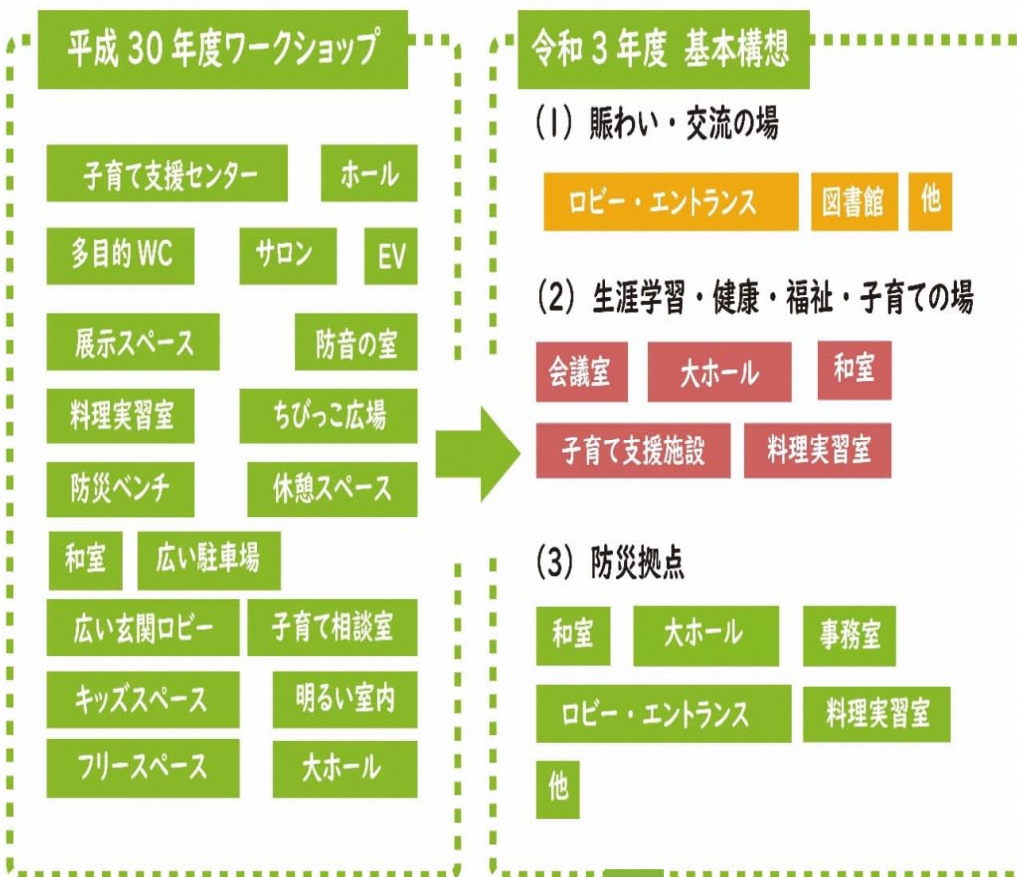 平成 30 年度ワークショップ
子育て支援センター ホール
多目的 WC サロン EV
展示スペース 防音の室
料理実習室 ちびっこ広場
防災ベンチ 休憩スペース
和室 広い駐車場
広い玄関ロビー 子育て相談室
キッズスペース 明るい室内
フリースペース 大ホール
令和 3 年度 基本構想
(1) 賑わい・交流の場
ロビー・エントランス 図書館 他
(2) 生涯学習・健康・福祉・子育ての場
会議室 大ホール 和室
子育て支援施設 料理実習室
(3) 防災拠点
和室 大ホール 事務室
ロビー・エントランス 料理実習室
他